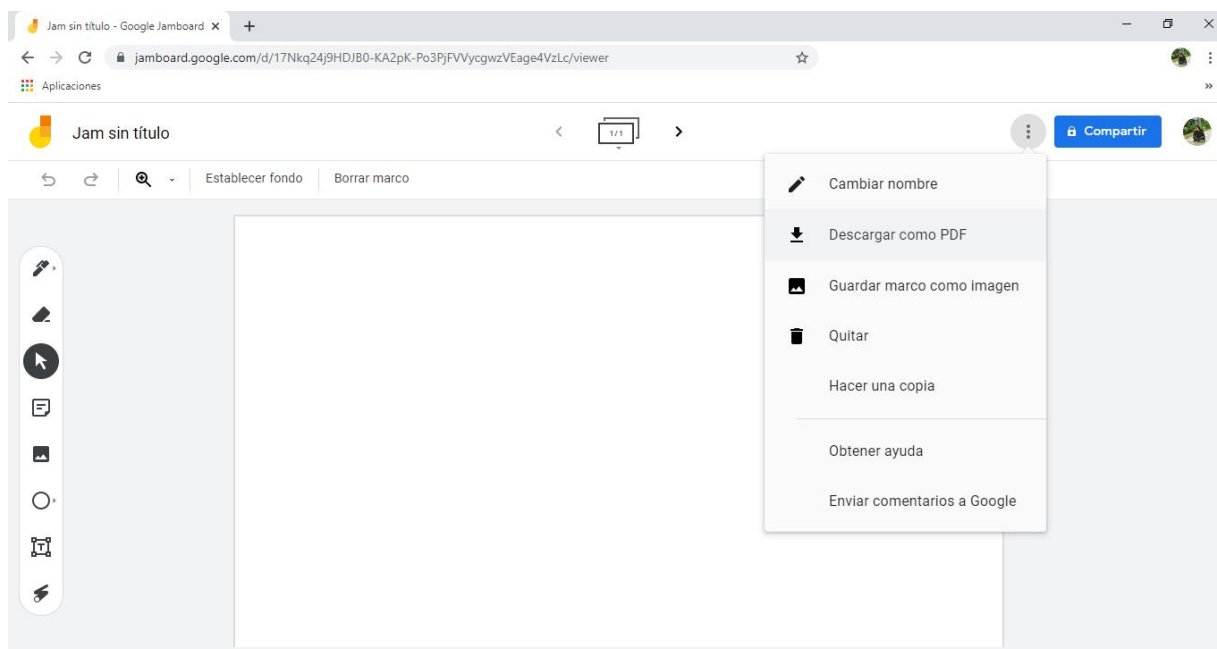 Jam sin título - Google Jamboard
jamboard.google.com/d/17Nkq24j9HDJB0-KA2pK-Po3PjFVVycgwzVEage4VzLc/viewer
Aplicaciones
Jam sin título
1/1
Compartir
Establecer fondo
Borrar marco
Cambiar nombre
Descargar como PDF
Guardar marco como imagen
Quitar
Hacer una copia
Obtener ayuda
Enviar comentarios a Google